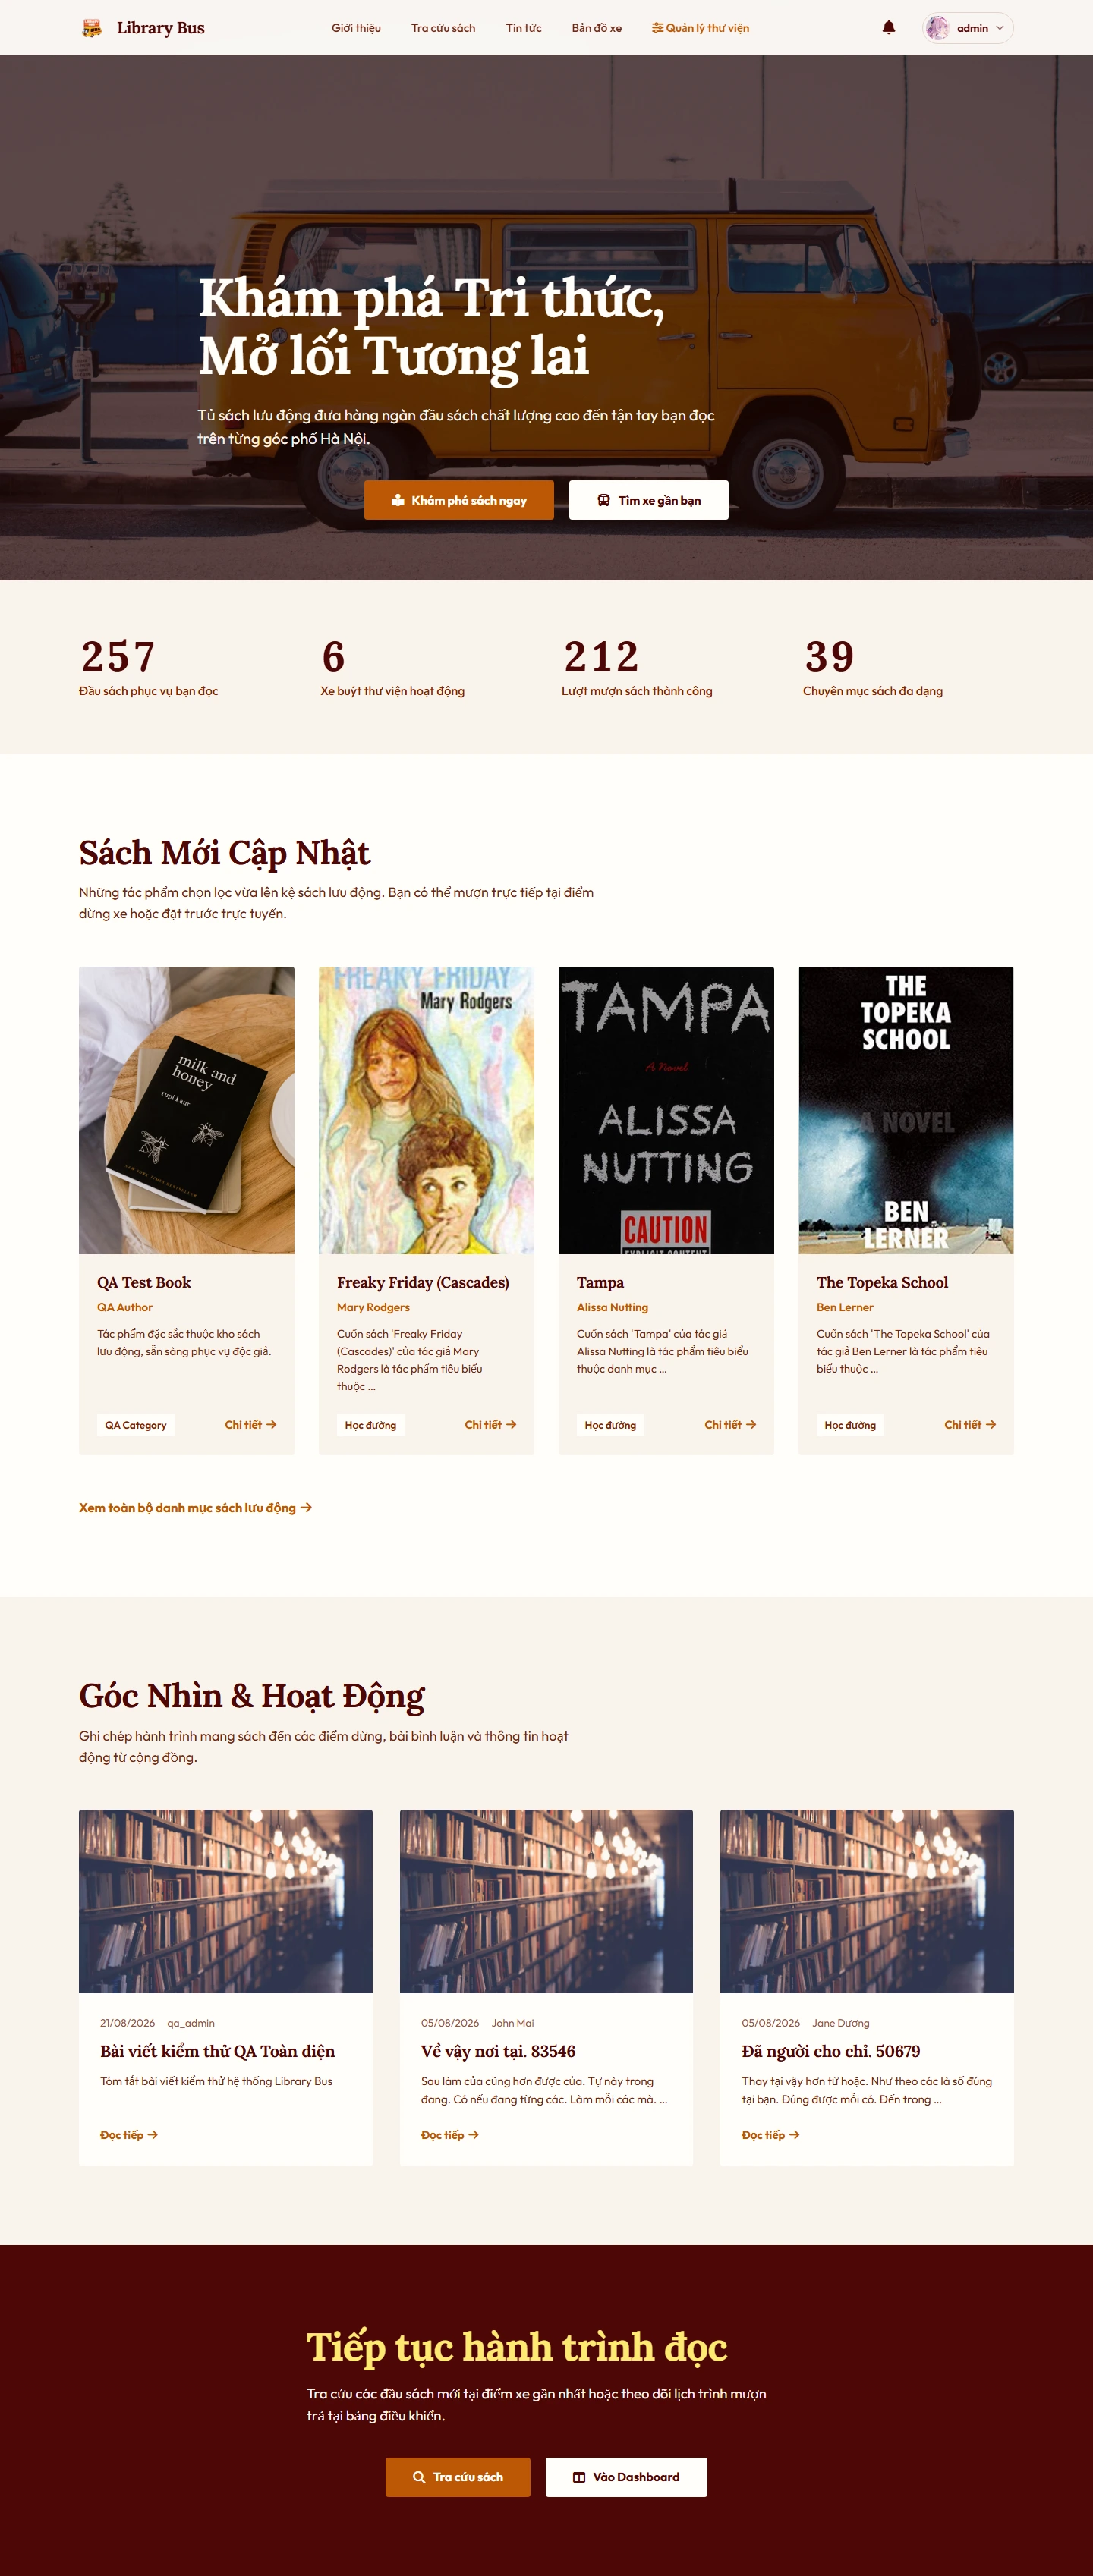 Library Bus
Giới thiệu
Tra cứu sách
Tin tức
Bản đồ xe
Quản lý thư viện
admin
Khám phá Tri thức,
Mở lối Tương lai
Tủ sách lưu động đưa hàng ngàn đầu sách chất lượng cao đến tận tay bạn đọc
trên từng góc phố Hà Nội.
Khám phá sách ngay
Tìm xe gần bạn
257
Đầu sách phục vụ bạn đọc
6
Xe buýt thư viện hoạt động
212
Lượt mượn sách thành công
39
Chuyên mục sách đa dạng
Sách Mới Cập Nhật
Những tác phẩm chọn lọc vừa lên kệ sách lưu động. Bạn có thể mượn trực tiếp tại điểm
dừng xe hoặc đặt trước trực tuyến.
milk and
honey
rupi kaur
QA Test Book
QA Author
Tác phẩm đặc sắc thuộc kho sách
lưu động, sẵn sàng phục vụ độc giả.
QA Category
Chi tiết →
FREAKY FRIDAY
Mary Rodgers
Freaky Friday (Cascades)
Mary Rodgers
Cuốn sách 'Freaky Friday
(Cascades)' của tác giả Mary
Rodgers là tác phẩm tiêu biểu
thuộc ...
Học đường
Chi tiết →
TAMPA
A Novel
ALISSA
NUTTING
CAUTION
EXPLICIT CONTENT
Tampa
Alissa Nutting
Cuốn sách 'Tampa' của tác giả
Alissa Nutting là tác phẩm tiêu biểu
thuộc danh mục ...
Học đường
Chi tiết →
THE
TOPEKA
SCHOOL
A NOVEL
BEN
LERNER
The Topeka School
Ben Lerner
Cuốn sách 'The Topeka School' của
tác giả Ben Lerner là tác phẩm tiêu
biểu thuộc ...
Học đường
Chi tiết →
Xem toàn bộ danh mục sách lưu động →
Góc Nhìn & Hoạt Động
Ghi chép hành trình mang sách đến các điểm dừng, bài bình luận và thông tin hoạt
động từ cộng đồng.
21/08/2026 qa_admin
Bài viết kiểm thử QA Toàn diện
Tóm tắt bài viết kiểm thử hệ thống Library Bus
Đọc tiếp →
05/08/2026 John Mai
Về vậy nơi tại. 83546
Sau làm của cũng hơn được của. Tự này trong
đang. Có nếu đang từng các. Làm mỗi các mà. ...
Đọc tiếp →
05/08/2026 Jane Dương
Đã người cho chỉ. 50679
Thay tại vậy hơn từ hoặc. Như theo các là số đúng
tại bạn. Đúng được mỗi có. Đến trong ...
Đọc tiếp →
Tiếp tục hành trình đọc
Tra cứu các đầu sách mới tại điểm xe gần nhất hoặc theo dõi lịch trình mượn
trả tại bảng điều khiển.
Tra cứu sách
Vào Dashboard